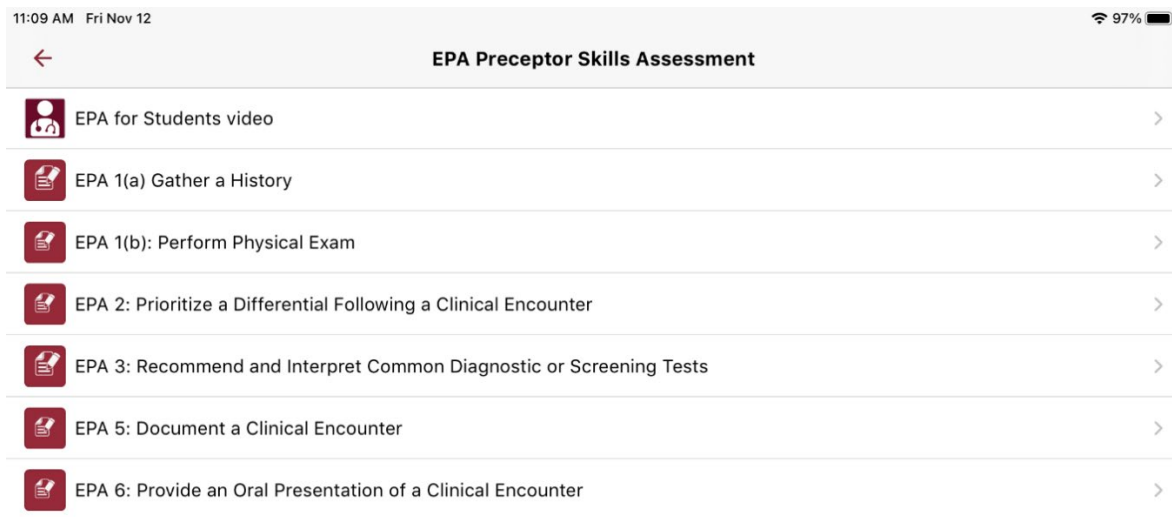 11:09 AM Fri Nov 12 97%
EPA Preceptor Skills Assessment
EPA for Students video
EPA 1(a) Gather a History
EPA 1(b): Perform Physical Exam
EPA 2: Prioritize a Differential Following a Clinical Encounter
EPA 3: Recommend and Interpret Common Diagnostic or Screening Tests
EPA 5: Document a Clinical Encounter
EPA 6: Provide an Oral Presentation of a Clinical Encounter